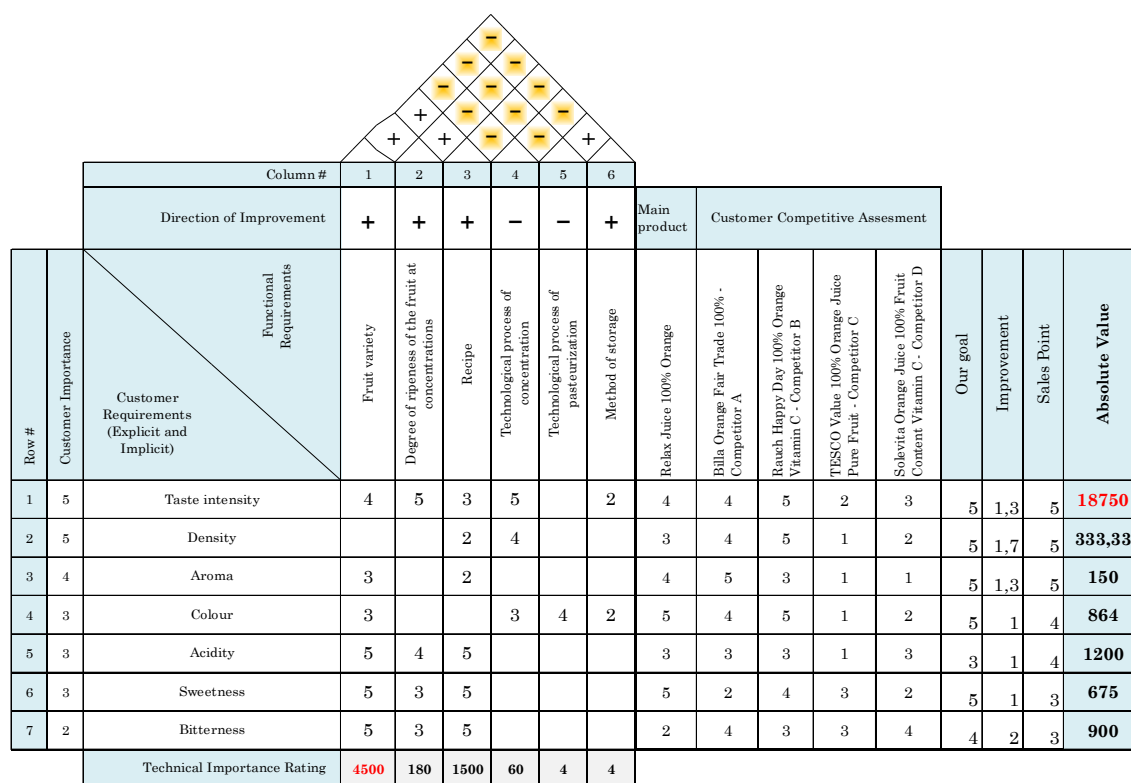 −
− −
− − −
+ − − −
+ + − − +
Column # 1 2 3 4 5 6
Direction of Improvement + + + − − +
Main
product
Customer Competitive Assesment
Row #
Customer Importance
Functional
Requirements
Customer
Requirements
(Explicit and
Implicit)
Fruit variety
Degree of ripeness of the fruit at
concentrations
Recipe
Technological process of
concentration
Technological process of
pasteurization
Method of storage
Relax Juice 100% Orange
Billa Orange Fair Trade 100% -
Competitor A
Rauch Happy Day 100% Orange
Vitamin C - Competitor B
TESCO Value 100% Orange Juice
Pure Fruit - Competitor C
Solevita Orange Juice 100% Fruit
Content Vitamin C - Competitor D
Our goal
Improvement
Sales Point
Absolute Value
1 5 Taste intensity 4 5 3 5 2 4 4 5 2 3 5 1,3 5 18750
2 5 Density 2 4 3 4 5 1 2 5 1,7 5 333,33
3 4 Aroma 3 2 4 5 3 1 1 5 1,3 5 150
4 3 Colour 3 3 4 2 5 4 5 1 2 5 1 4 864
5 3 Acidity 5 4 5 3 3 3 1 3 3 1 4 1200
6 3 Sweetness 5 3 5 5 2 4 3 2 5 1 3 675
7 2 Bitterness 5 3 5 2 4 3 3 4 4 2 3 900
Technical Importance Rating 4500 180 1500 60 4 4